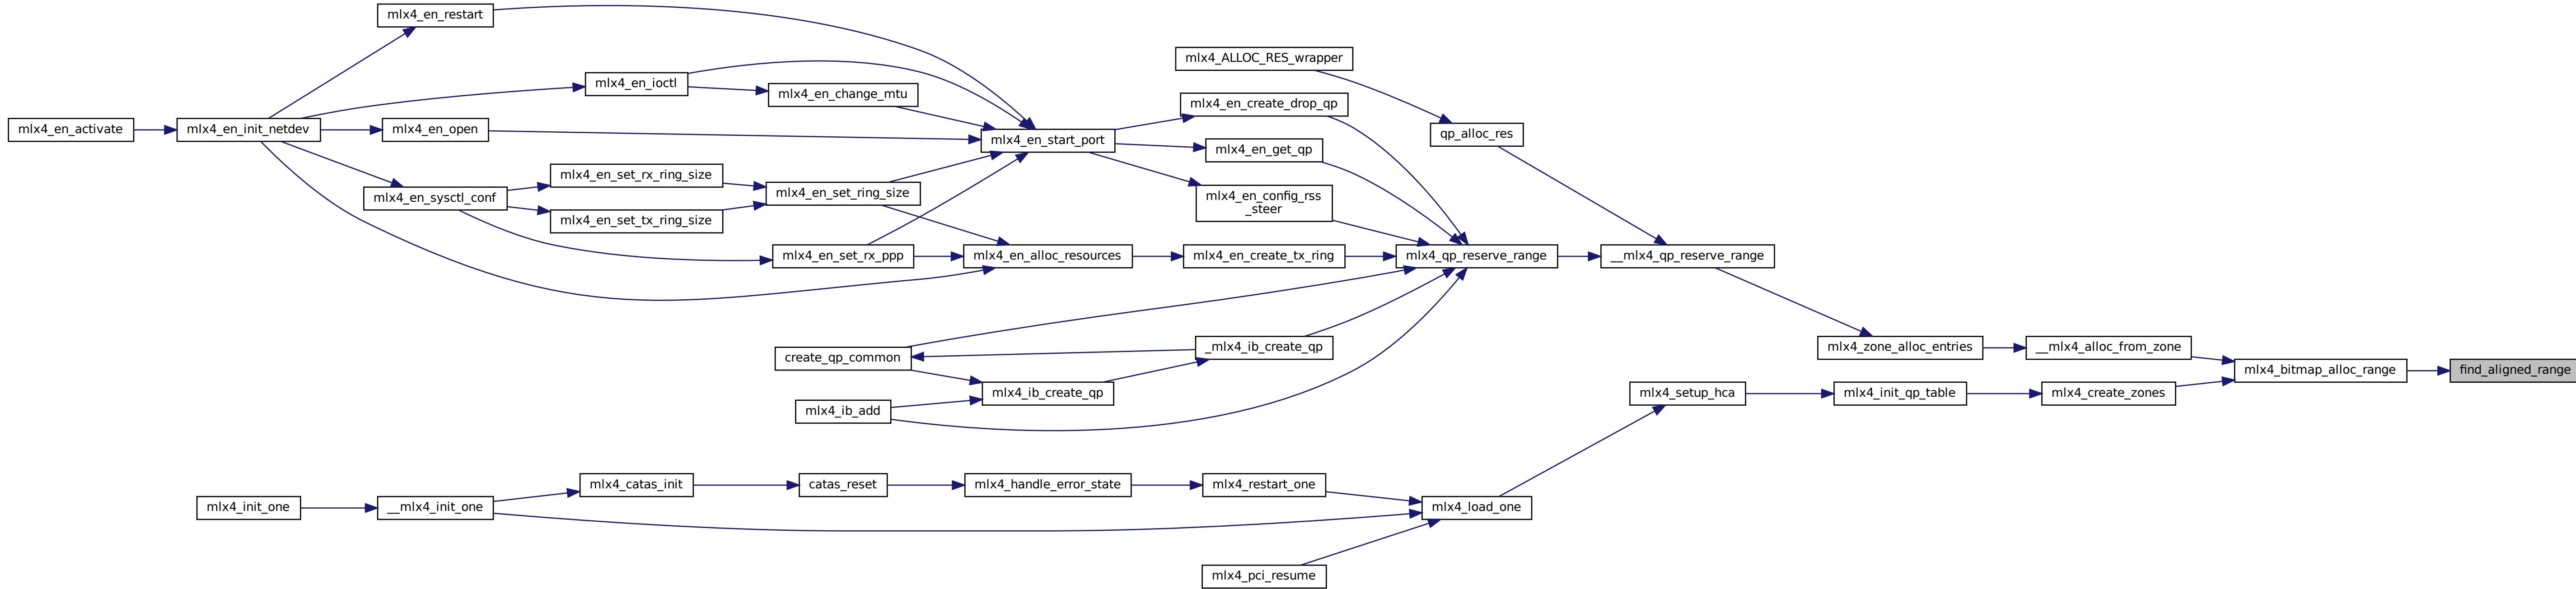 mlx4_en_restart
mlx4_ALLOC_RES_wrapper
mlx4_en_ioctl
mlx4_en_change_mtu
mlx4_en_create_drop_qp
mlx4_en_activate
mlx4_en_init_netdev
mlx4_en_open
mlx4_en_start_port
qp_alloc_res
mlx4_en_get_qp
mlx4_en_set_rx_ring_size
mlx4_en_sysctl_conf
mlx4_en_set_ring_size
mlx4_en_config_rss
_steer
mlx4_en_set_tx_ring_size
mlx4_en_set_rx_ppp
mlx4_en_alloc_resources
mlx4_en_create_tx_ring
mlx4_qp_reserve_range
__mlx4_qp_reserve_range
create_qp_common
_mlx4_ib_create_qp
mlx4_zone_alloc_entries
__mlx4_alloc_from_zone
mlx4_bitmap_alloc_range
find_aligned_range
mlx4_ib_create_qp
mlx4_setup_hca
mlx4_init_qp_table
mlx4_create_zones
mlx4_ib_add
mlx4_catas_init
catas_reset
mlx4_handle_error_state
mlx4_restart_one
mlx4_init_one
__mlx4_init_one
mlx4_load_one
mlx4_pci_resume